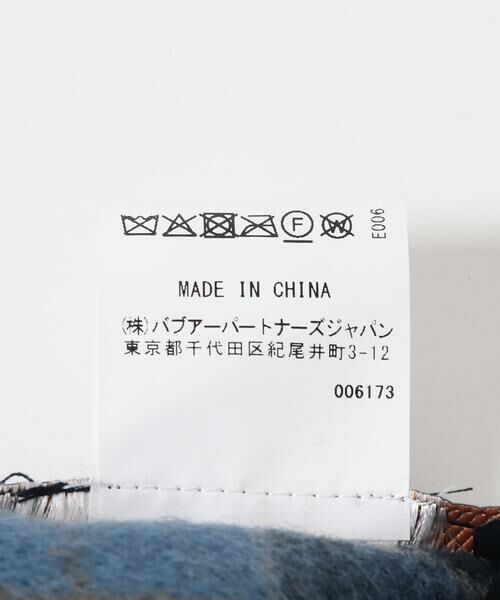 F W E006
MADE IN CHINA
(株)バブアーパートナーズジャパン
東京都千代田区紀尾井町3-12
006173